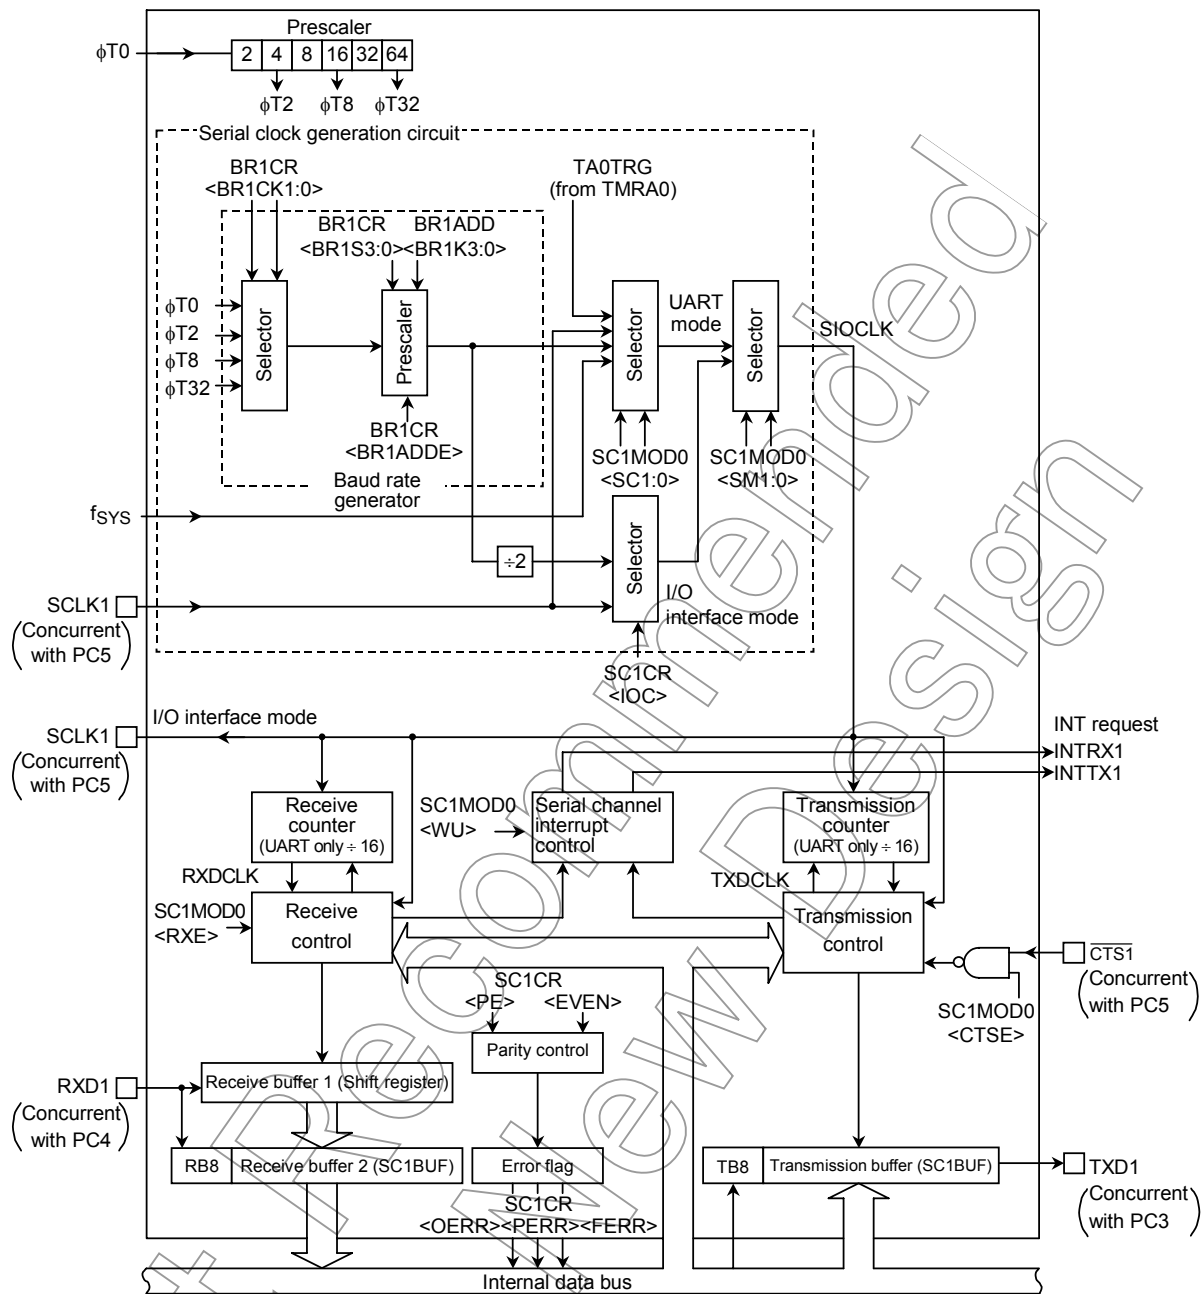 Prescaler
ϕT0
2 4 8 16 32 64
ϕT2 ϕT8 ϕT32
Serial clock generation circuit
BR1CR
<BR1CK1:0>
TA0TRG
(from TMRA0)
BR1CR
<BR1S3:0>
BR1ADD
<BR1K3:0>
ϕT0
ϕT2
ϕT8
ϕT32
Selector
Prescaler
Selector
UART
mode
Selector
SIOCLK
BR1CR
<BR1ADDE>
Baud rate
generator
SC1MOD0
<SC1:0>
SC1MOD0
<SM1:0>
fSYS
÷2
Selector
I/O
interface mode
SCLK1
(Concurrent
with PC5)
SC1CR
<IOC>
I/O interface mode
SCLK1
(Concurrent
with PC5)
INT request
INTRX1
INTTX1
Receive
counter
(UART only ÷ 16)
SC1MOD0
<WU>
Serial channel
interrupt
control
Transmission
counter
(UART only ÷ 16)
RXDCLK
TXDCLK
SC1MOD0
<RXE>
Receive
control
Transmission
control
CTS1
(Concurrent
with PC5)
SC1MOD0
<CTSE>
SC1CR
<PE> <EVEN>
Parity control
RXD1
(Concurrent
with PC4)
Receive buffer 1 (Shift register)
RB8 Receive buffer 2 (SC1BUF)
Error flag
TB8 Transmission buffer (SC1BUF)
TXD1
(Concurrent
with PC3)
SC1CR
<OERR><PERR><FERR>
Internal data bus
Recommended
New Design